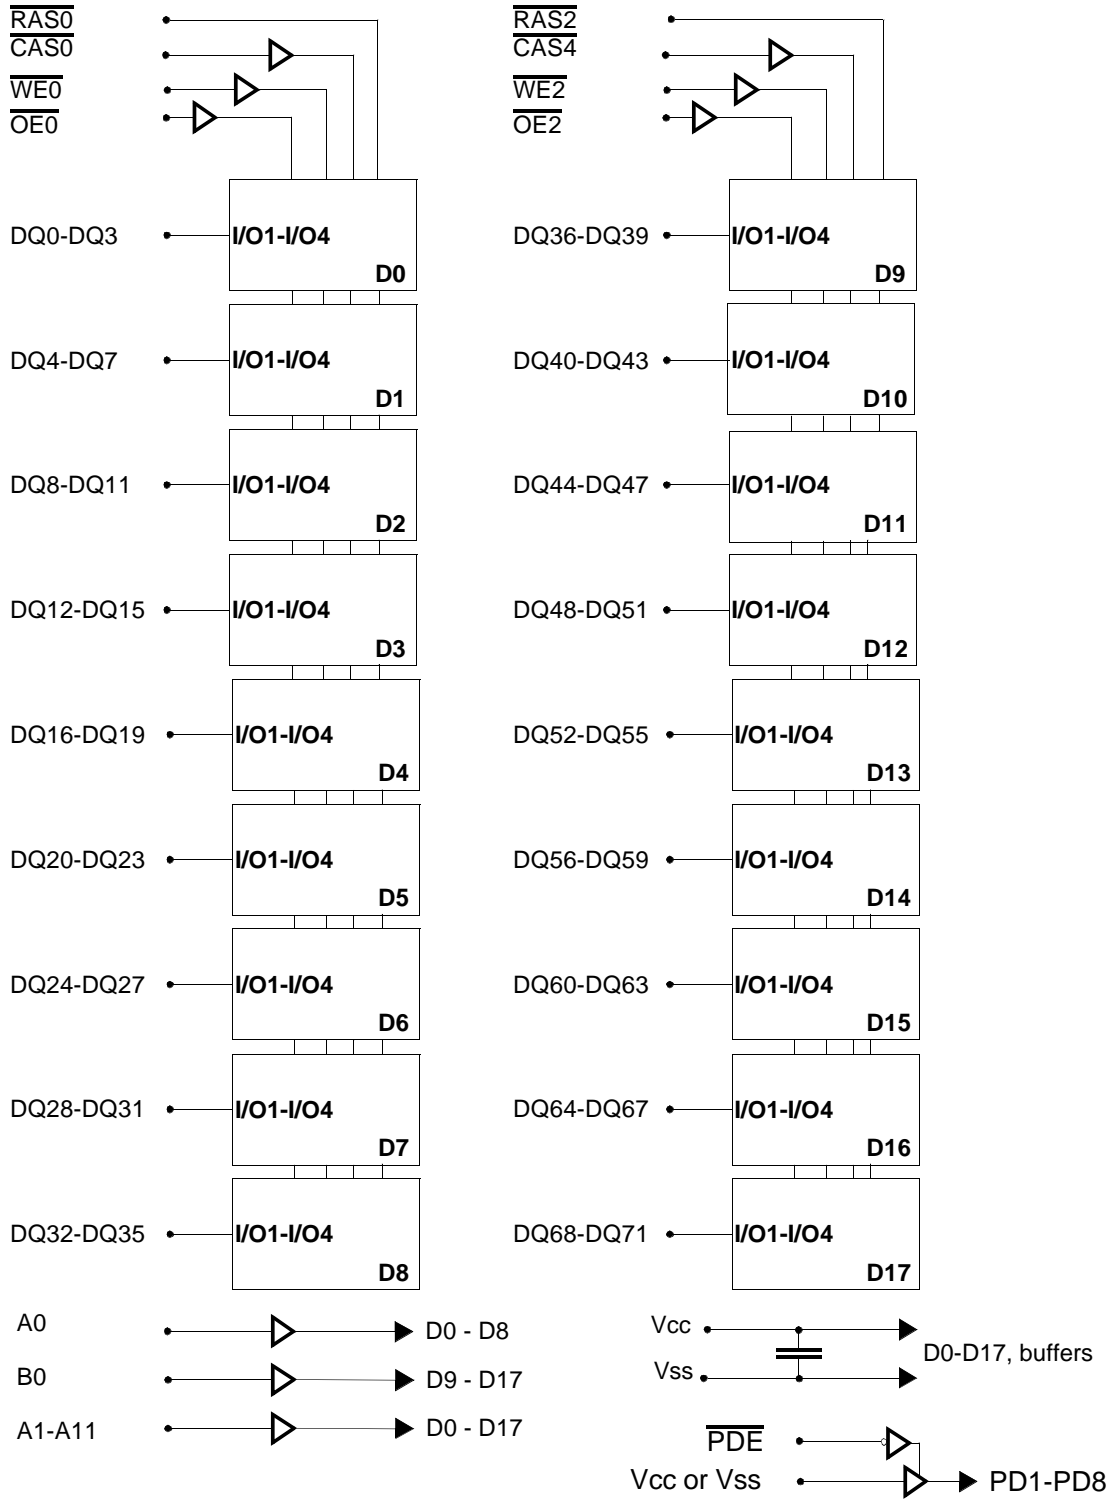 RAS0
CAS0
WE0
OE0
DQ0-DQ3 I/O1-I/O4
D0
DQ4-DQ7 I/O1-I/O4
D1
DQ8-DQ11 I/O1-I/O4
D2
DQ12-DQ15 I/O1-I/O4
D3
DQ16-DQ19 I/O1-I/O4
D4
DQ20-DQ23 I/O1-I/O4
D5
DQ24-DQ27 I/O1-I/O4
D6
DQ28-DQ31 I/O1-I/O4
D7
DQ32-DQ35 I/O1-I/O4
D8
RAS2
CAS4
WE2
OE2
DQ36-DQ39 I/O1-I/O4
D9
DQ40-DQ43 I/O1-I/O4
D10
DQ44-DQ47 I/O1-I/O4
D11
DQ48-DQ51 I/O1-I/O4
D12
DQ52-DQ55 I/O1-I/O4
D13
DQ56-DQ59 I/O1-I/O4
D14
DQ60-DQ63 I/O1-I/O4
D15
DQ64-DQ67 I/O1-I/O4
D16
DQ68-DQ71 I/O1-I/O4
D17
A0 D0 - D8
B0 D9 - D17
A1-A11 D0 - D17
Vcc
D0-D17, buffers
Vss
PDE
Vcc or Vss PD1-PD8